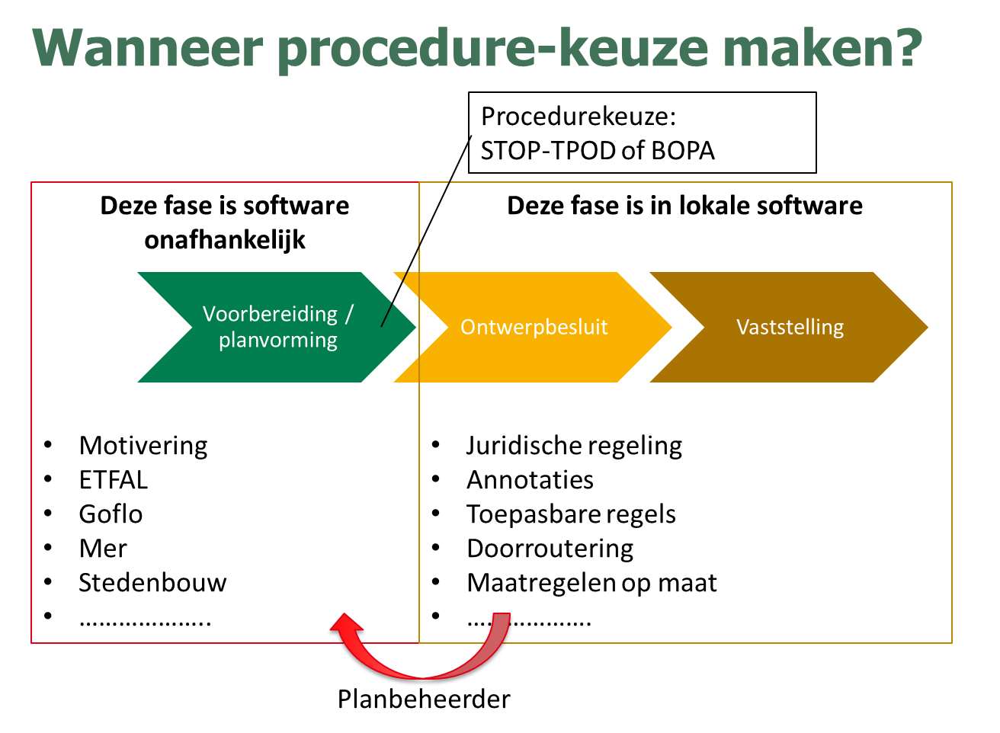 Wanneer procedure-keuze maken?
Procedurekeuze:
STOP-TPOD of BOPA
Deze fase is software
onafhankelijk
Deze fase is in lokale software
Voorbereiding /
planvorming
Ontwerpbesluit
Vaststelling
• Motivering
• ETFAL
• Goflo
• Mer
• Stedenbouw
• ………………..
• Juridische regeling
• Annotaties
• Toepasbare regels
• Doorroutering
• Maatregelen op maat
• ……………….
Planbeheerder